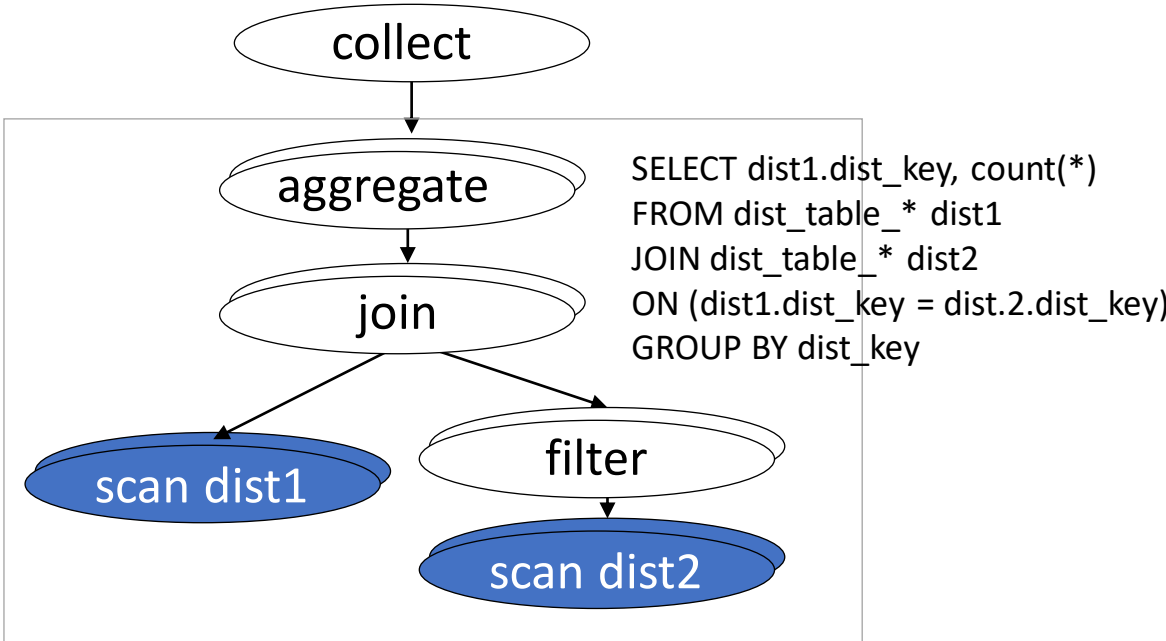 collect
aggregate
join
scan dist1
filter
scan dist2
SELECT dist1.dist_key, count(*)
FROM dist_table_* dist1
JOIN dist_table_* dist2
ON (dist1.dist_key = dist.2.dist_key)
GROUP BY dist_key